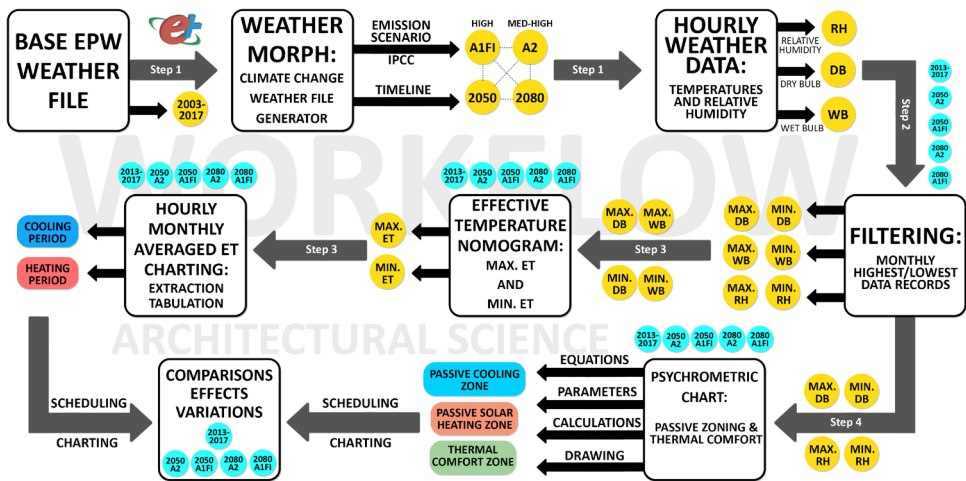 WORKFLOW
ARCHITECTURAL SCIENCE
BASE EPW
WEATHER
FILE
e+
Step 1
2003-
2017
WEATHER
MORPH:
CLIMATE CHANGE
WEATHER FILE
GENERATOR
EMISSION
SCENARIO
IPCC
TIMELINE
HIGH
MED-HIGH
A1FI
A2
2050
2080
Step 1
HOURLY
WEATHER
DATA:
TEMPERATURES
AND RELATIVE
HUMIDITY
RELATIVE
HUMIDITY
RH
DRY BULB
DB
WET BULB
WB
Step 2
2013-
2017
2050
A2
2050
A1FI
2080
A2
2080
A1FI
FILTERING:
MONTHLY
HIGHEST/LOWEST
DATA RECORDS
MAX.
DB
MIN.
DB
MAX.
WB
MIN.
WB
MAX.
RH
MIN.
RH
Step 3
MAX.
DB
MAX.
WB
MIN.
DB
MIN.
WB
2013-
2017
2050
A2
2050
A1FI
2080
A2
2080
A1FI
EFFECTIVE
TEMPERATURE
NOMOGRAM:
MAX. ET
AND
MIN. ET
MAX.
ET
MIN.
ET
Step 3
2013-
2017
2050
A2
2050
A1FI
2080
A2
2080
A1FI
HOURLY
MONTHLY
AVERAGED ET
CHARTING:
EXTRACTION
TABULATION
COOLING
PERIOD
HEATING
PERIOD
SCHEDULING
CHARTING
MAX.
DB
MIN.
DB
Step 4
MAX.
RH
MIN.
RH
2013-
2017
2050
A2
2050
A1FI
2080
A2
2080
A1FI
PSYCHROMETRIC
CHART:
PASSIVE ZONING
& THERMAL
COMFORT
EQUATIONS
PARAMETERS
CALCULATIONS
DRAWING
PASSIVE COOLING
ZONE
PASSIVE SOLAR
HEATING ZONE
THERMAL
COMFORT ZONE
SCHEDULING
CHARTING
COMPARISONS
EFFECTS
VARIATIONS
2013-
2017
2050
A2
2050
A1FI
2080
A2
2080
A1FI